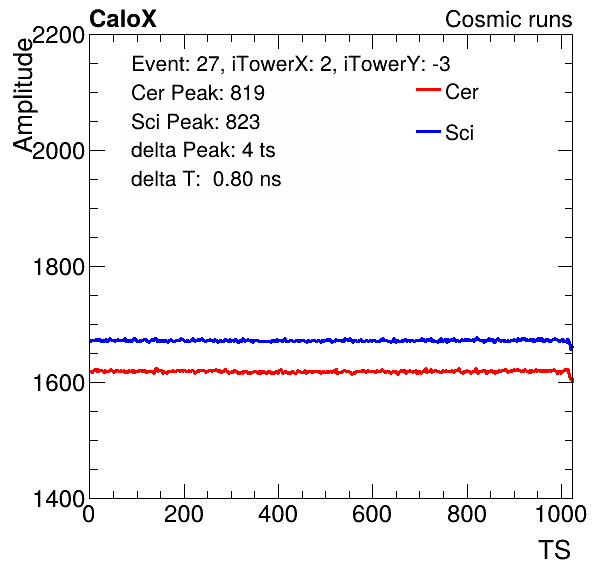 CaloX Cosmic runs
2200
Amplitude
Event: 27, iTowerX: 2, iTowerY: -3
Cer Peak: 819
Cer
Sci Peak: 823
Sci
delta Peak: 4 ts
2000
delta T:  0.80 ns
1800
1600
1400
0 200 400 600 800 1000
TS